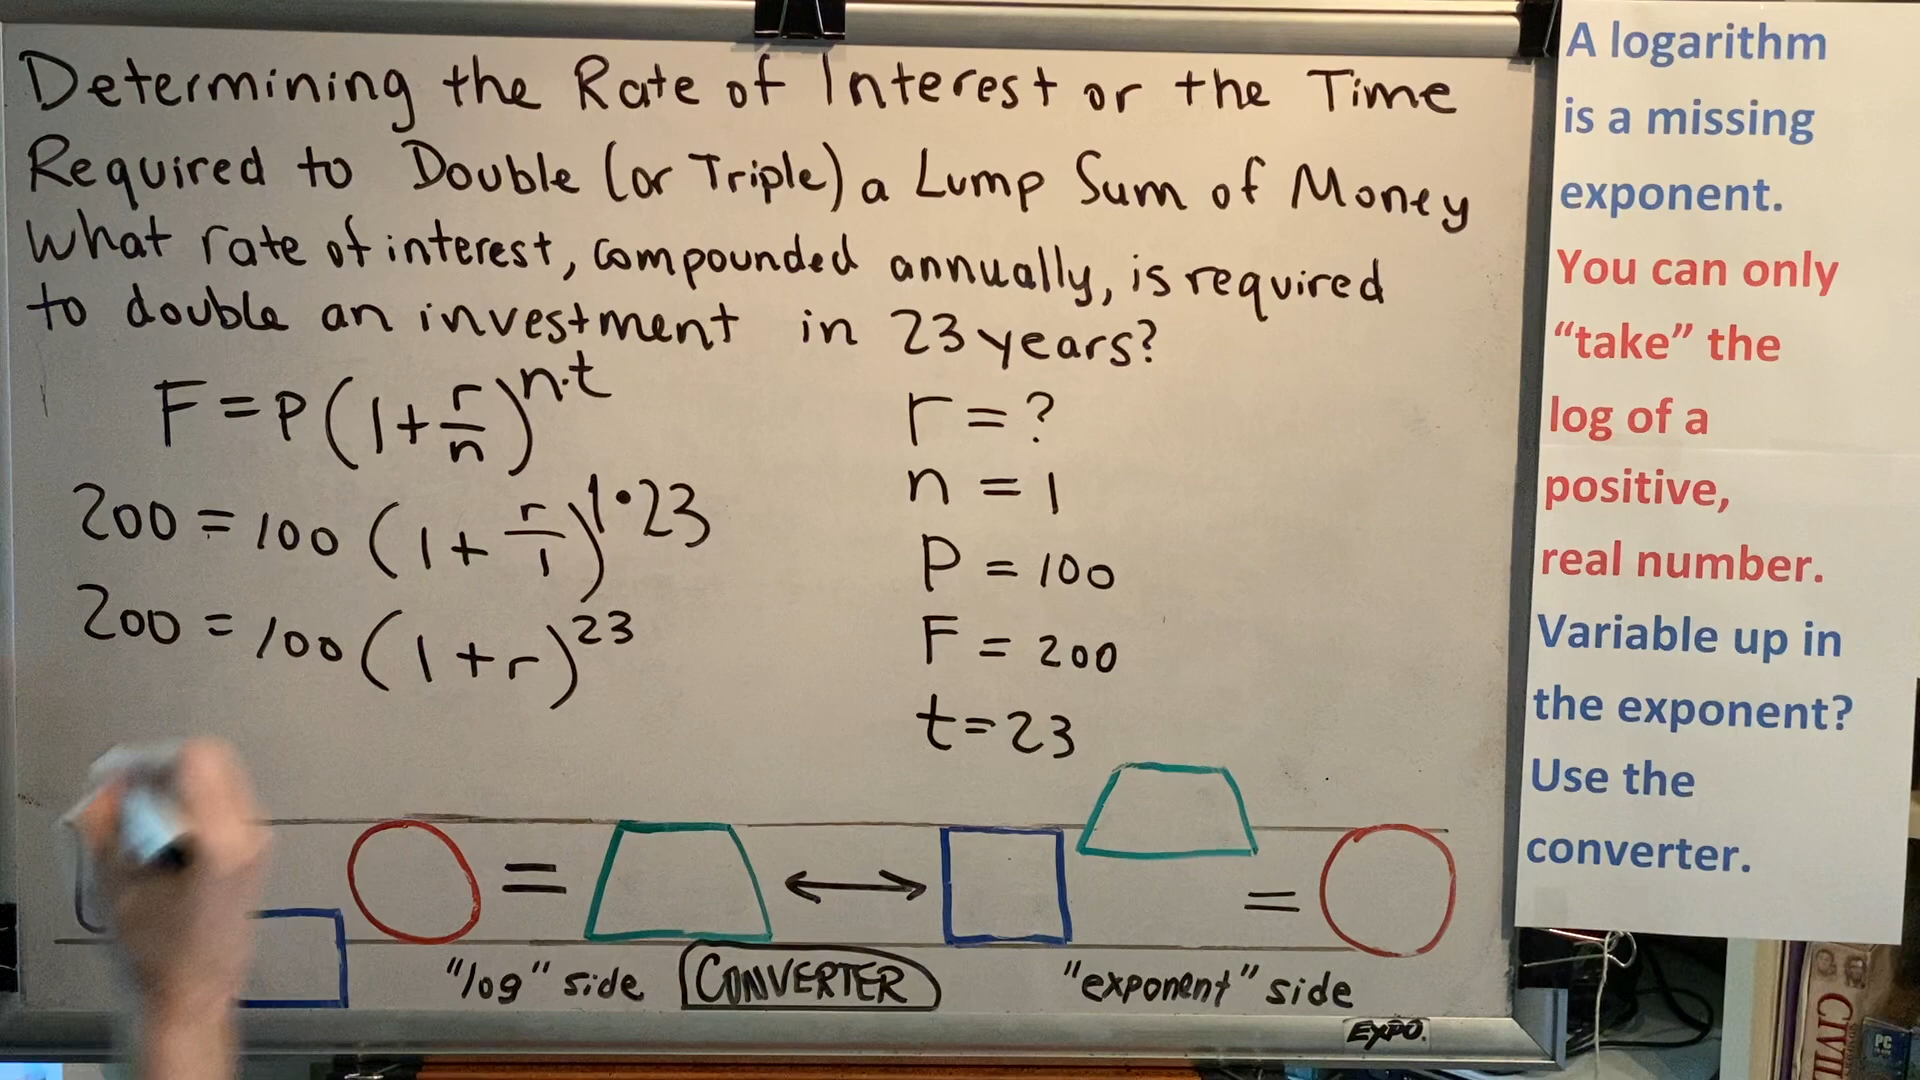 Determining the Rate of Interest or the Time
Required to Double (or Triple) a Lump Sum of Money
What rate of interest, compounded annually, is required
to double an investment in 23 years?
F = P(1 + r/n)^n·t
200 = 100(1 + r/1)^1·23
200 = 100(1 + r)^23
r = ?
n = 1
P = 100
F = 200
t = 23
=
↔
=
"log" side
CONVERTER
"exponent" side
EXPO.
A logarithm
is a missing
exponent.
You can only
“take” the
log of a
positive,
real number.
Variable up in
the exponent?
Use the
converter.
PC